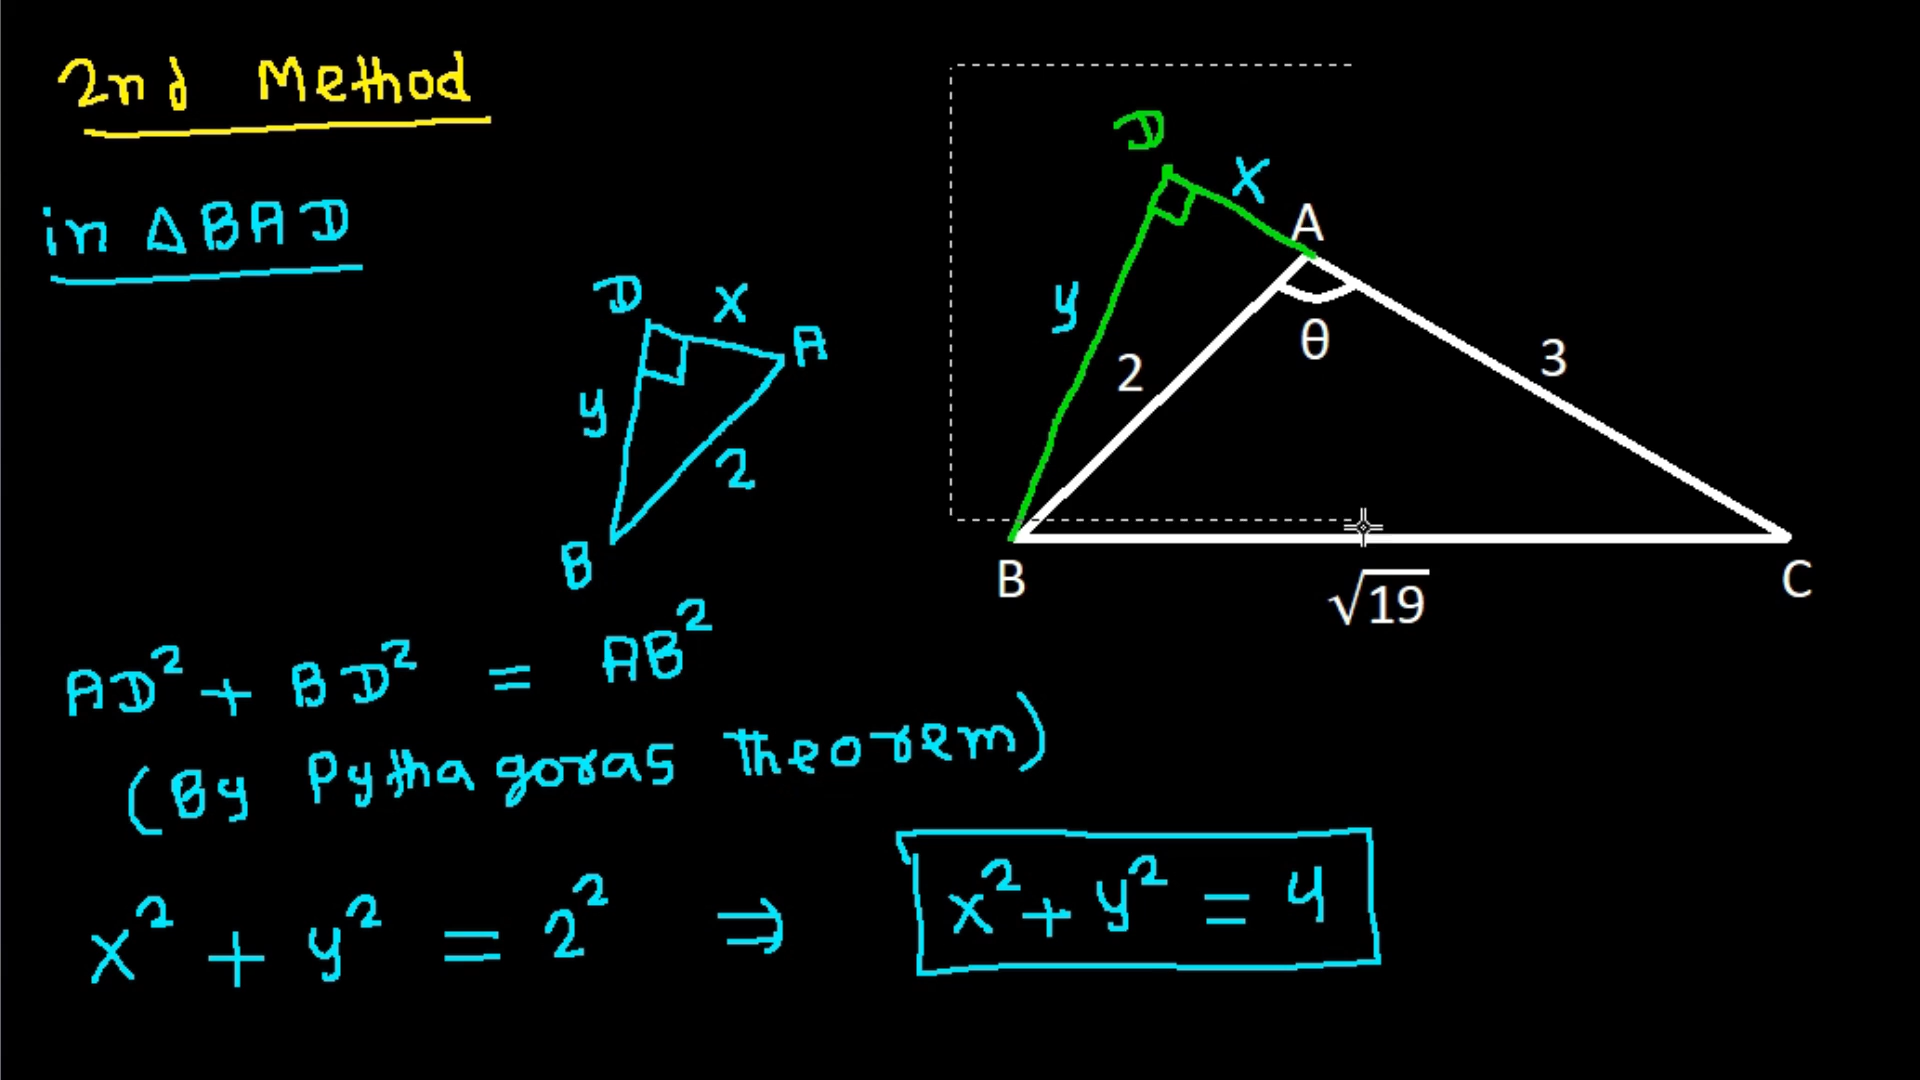 2nd Method
in ΔBAD
D x A
y 2
B
D x
A
y
2 θ 3
B C
√19
AD² + BD² = AB²
(By Pythagoras theorem)
x² + y² = 2² ⇒ x² + y² = 4